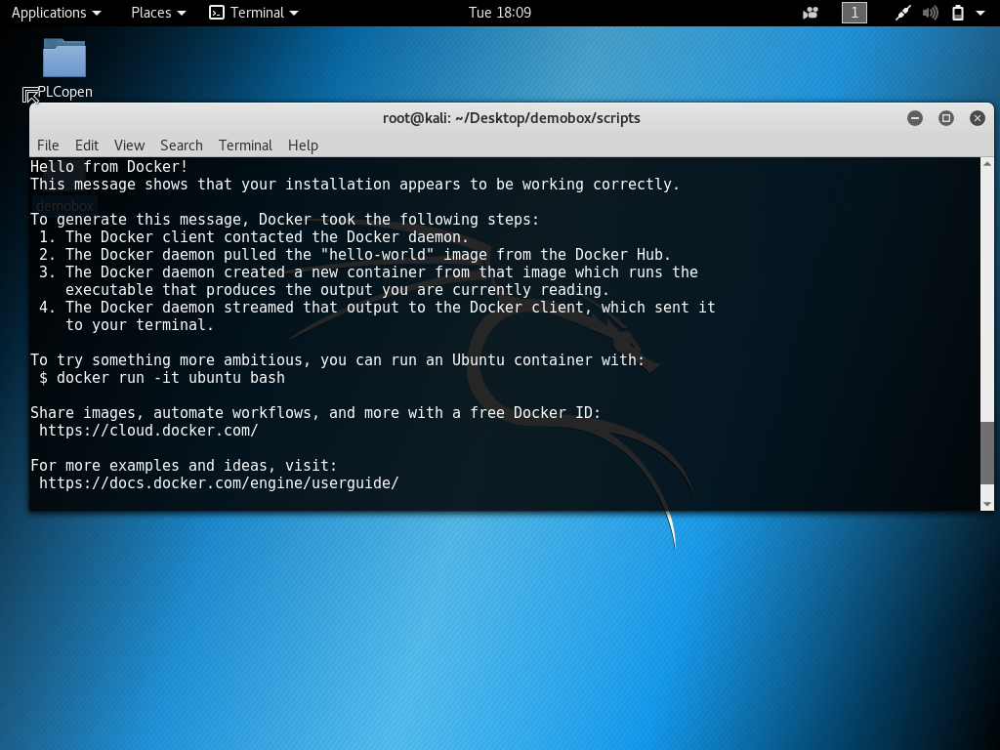 Applications Places Terminal Tue 18:09 1
PLCopen
root@kali: ~/Desktop/demobox/scripts
File Edit View Search Terminal Help
Hello from Docker!
This message shows that your installation appears to be working correctly.
demobox
To generate this message, Docker took the following steps:
1. The Docker client contacted the Docker daemon.
2. The Docker daemon pulled the "hello-world" image from the Docker Hub.
3. The Docker daemon created a new container from that image which runs the
executable that produces the output you are currently reading.
4. The Docker daemon streamed that output to the Docker client, which sent it
to your terminal.
To try something more ambitious, you can run an Ubuntu container with:
$ docker run -it ubuntu bash
Share images, automate workflows, and more with a free Docker ID:
https://cloud.docker.com/
For more examples and ideas, visit:
https://docs.docker.com/engine/userguide/